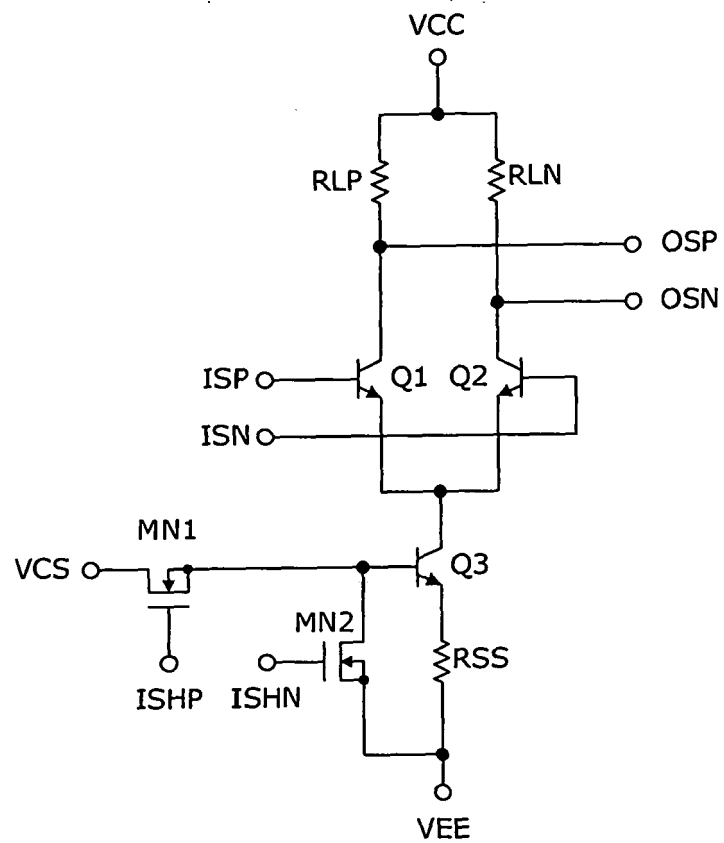 VCC
RLP
RLN
OSP
OSN
ISP
Q1
Q2
ISN
MN1
VCS
Q3
MN2
RSS
ISHP
ISHN
VEE